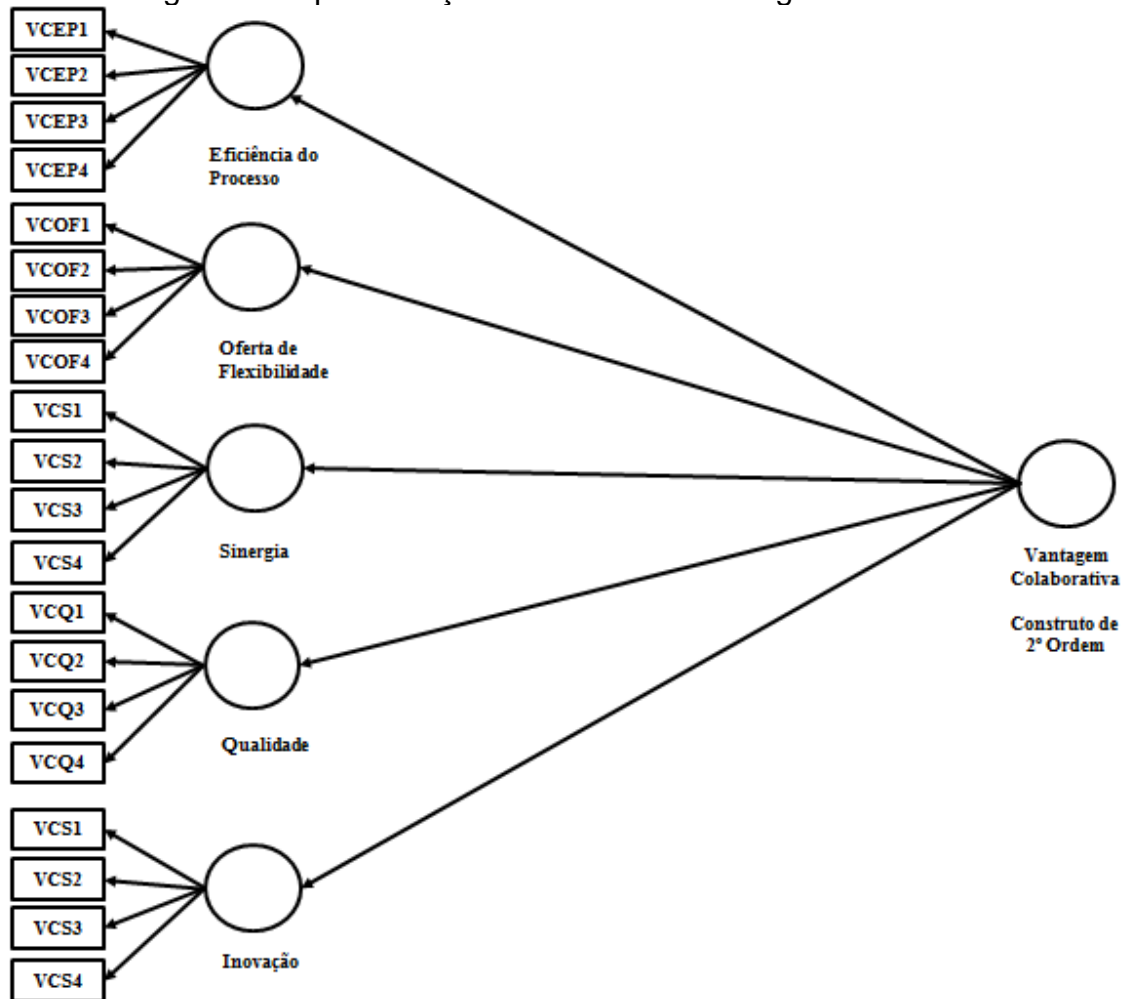 VCEP1
VCEP2
VCEP3
VCEP4
Eficiência do
Processo
VCOF1
VCOF2
VCOF3
VCOF4
Oferta de
Flexibilidade
VCS1
VCS2
VCS3
VCS4
Sinergia
VCQ1
VCQ2
VCQ3
VCQ4
Qualidade
VCS1
VCS2
VCS3
VCS4
Inovação
Vantagem
Colaborativa
Construto de
2º Ordem